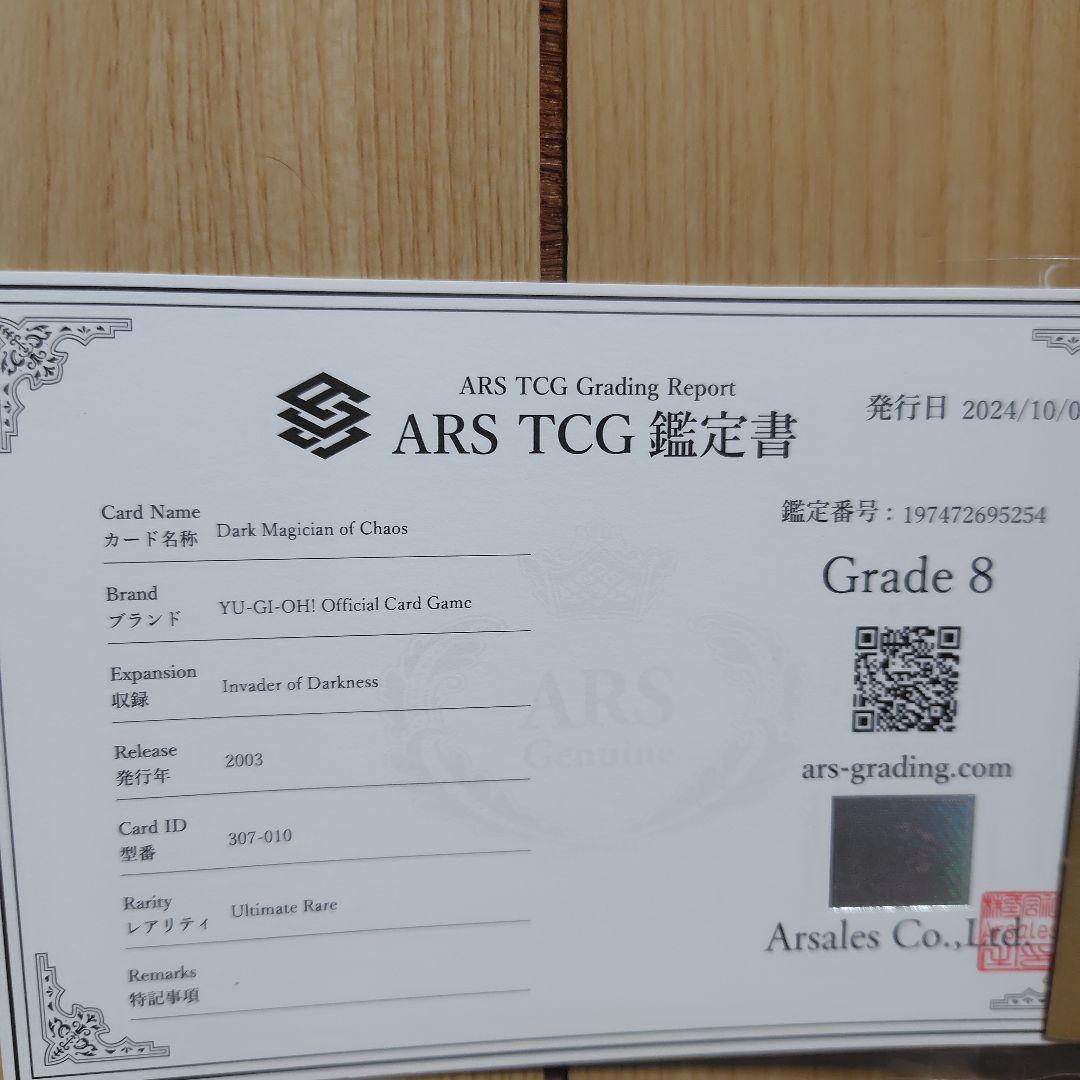 ARS TCG Grading Report
ARS TCG 鑑定書
発行日 2024/10/0
鑑定番号：197472695254
Grade 8
ars-grading.com
Arsales Co.,Ltd.
Card Name
カード名称
Dark Magician of Chaos
Brand
ブランド
YU-GI-OH! Official Card Game
Expansion
収録
Invader of Darkness
Release
発行年
2003
Card ID
型番
307-010
Rarity
レアリティ
Ultimate Rare
Remarks
特記事項
-
ARS
Genuine
Arsales